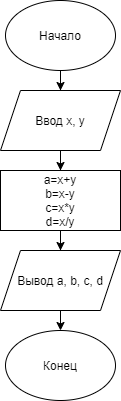 Начало
Ввод x, y
a=x+y
b=x-y
c=x*y
d=x/y
Вывод a, b, c, d
Конец